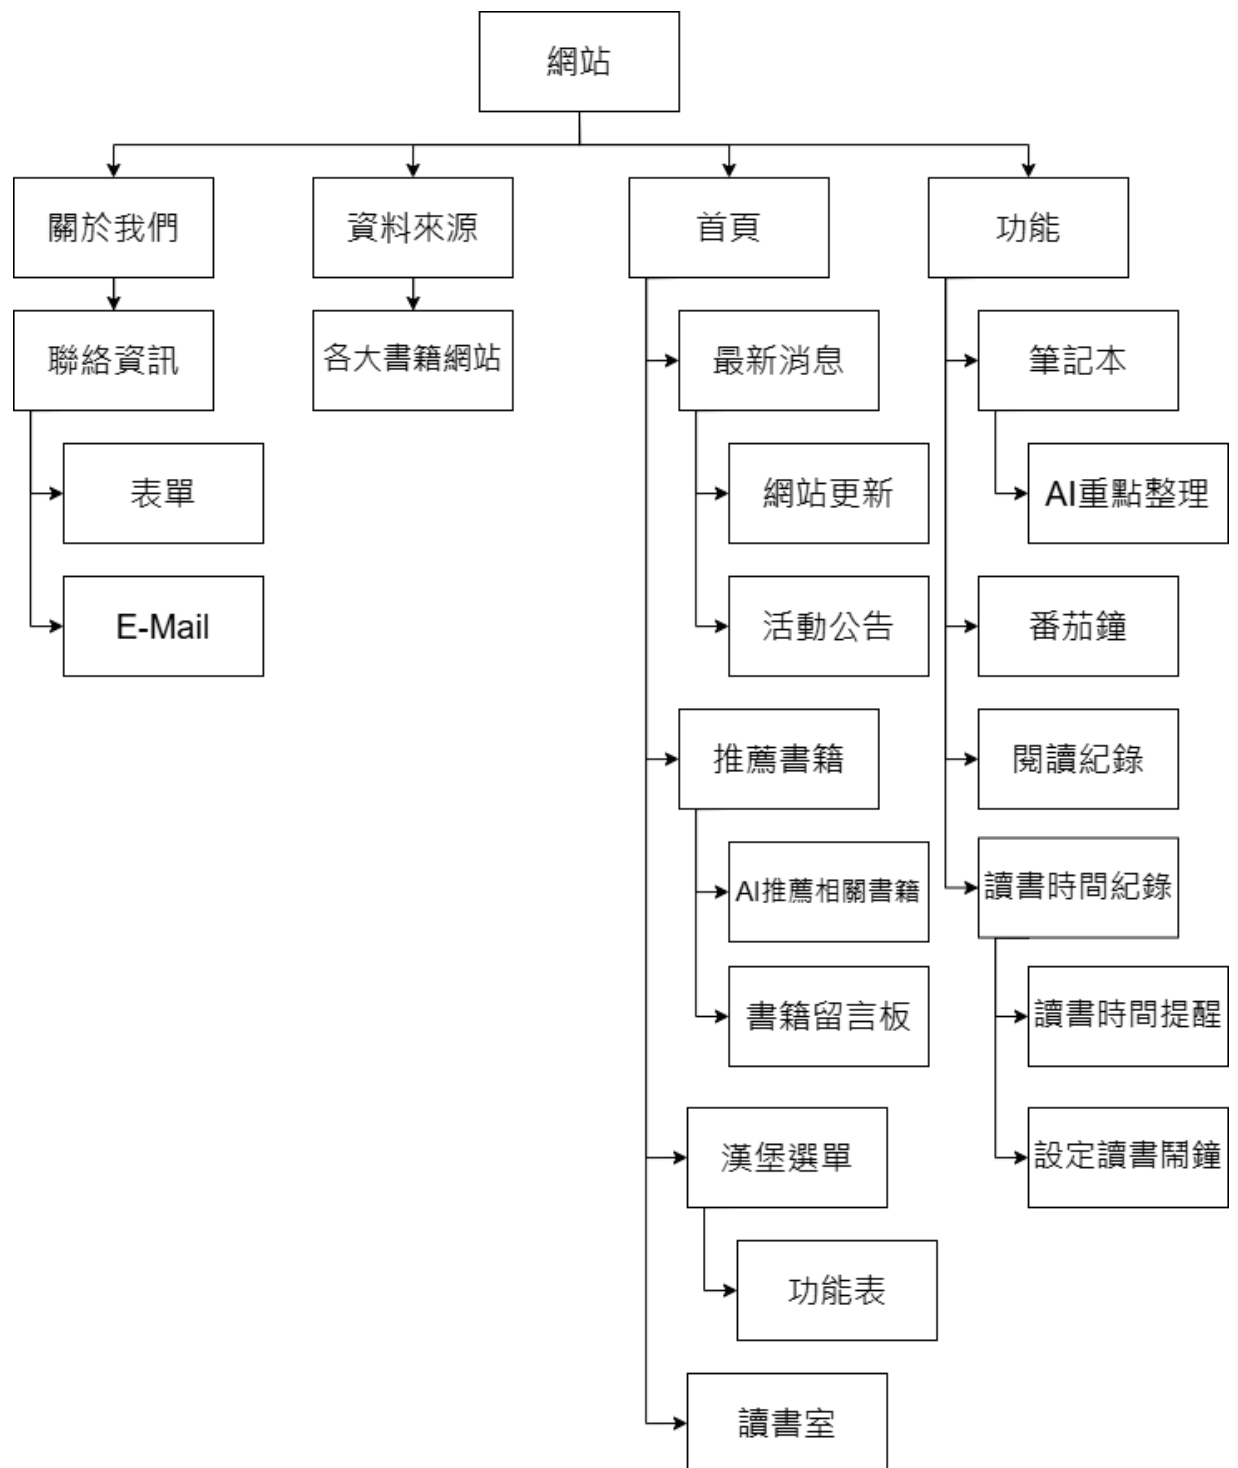 網站
關於我們
資料來源
首頁
功能
聯絡資訊
各大書籍網站
最新消息
筆記本
表單
網站更新
AI重點整理
E-Mail
活動公告
番茄鐘
推薦書籍
閱讀紀錄
AI推薦相關書籍
讀書時間紀錄
書籍留言板
讀書時間提醒
漢堡選單
設定讀書鬧鐘
功能表
讀書室